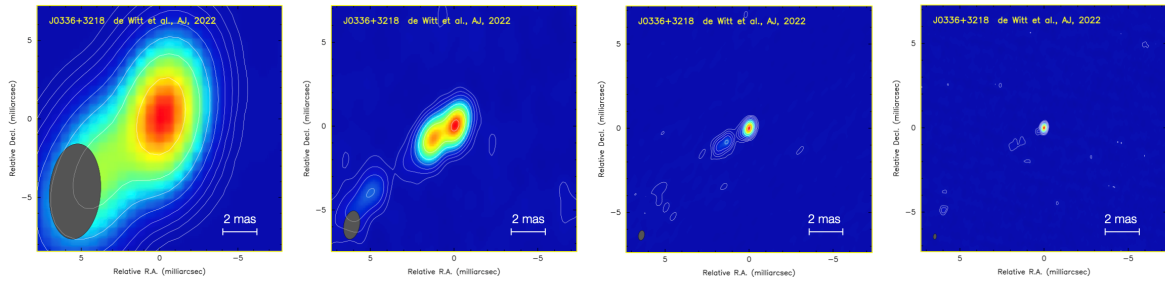 J0336+3218 de Witt et al., AJ, 2022
5
0
−5
Relative Decl. (milliarcsec)
2 mas
5
0
−5
Relative R.A. (milliarcsec)
J0336+3218 de Witt et al., AJ, 2022
5
0
−5
Relative Decl. (milliarcsec)
2 mas
5
0
−5
Relative R.A. (milliarcsec)
J0336+3218 de Witt et al., AJ, 2022
5
0
−5
Relative Decl. (milliarcsec)
2 mas
5
0
−5
Relative R.A. (milliarcsec)
J0336+3218 de Witt et al., AJ, 2022
5
0
−5
Relative Decl. (milliarcsec)
2 mas
5
0
−5
Relative R.A. (milliarcsec)